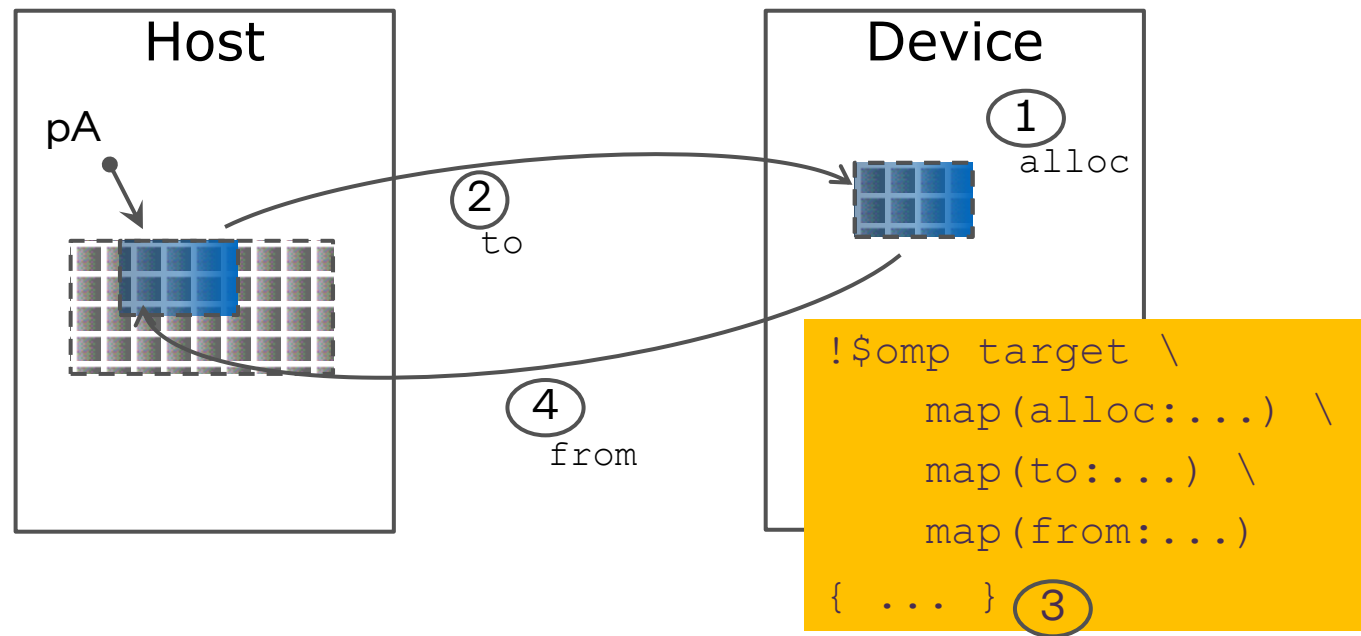 Host
Device
pA
1
alloc
2
to
4
from
!$omp target \
map(alloc:...) \
map(to:...) \
map(from:...)
{ ... }
3